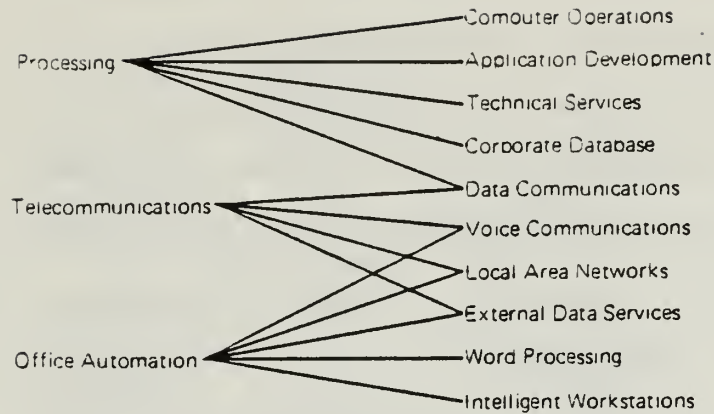 Processing
Telecommunications
Office Automation
Comouter Operations
Application Development
Technical Services
Corporate Database
Data Communications
Voice Communications
Local Area Networks
External Data Services
Word Processing
Intelligent Workstations